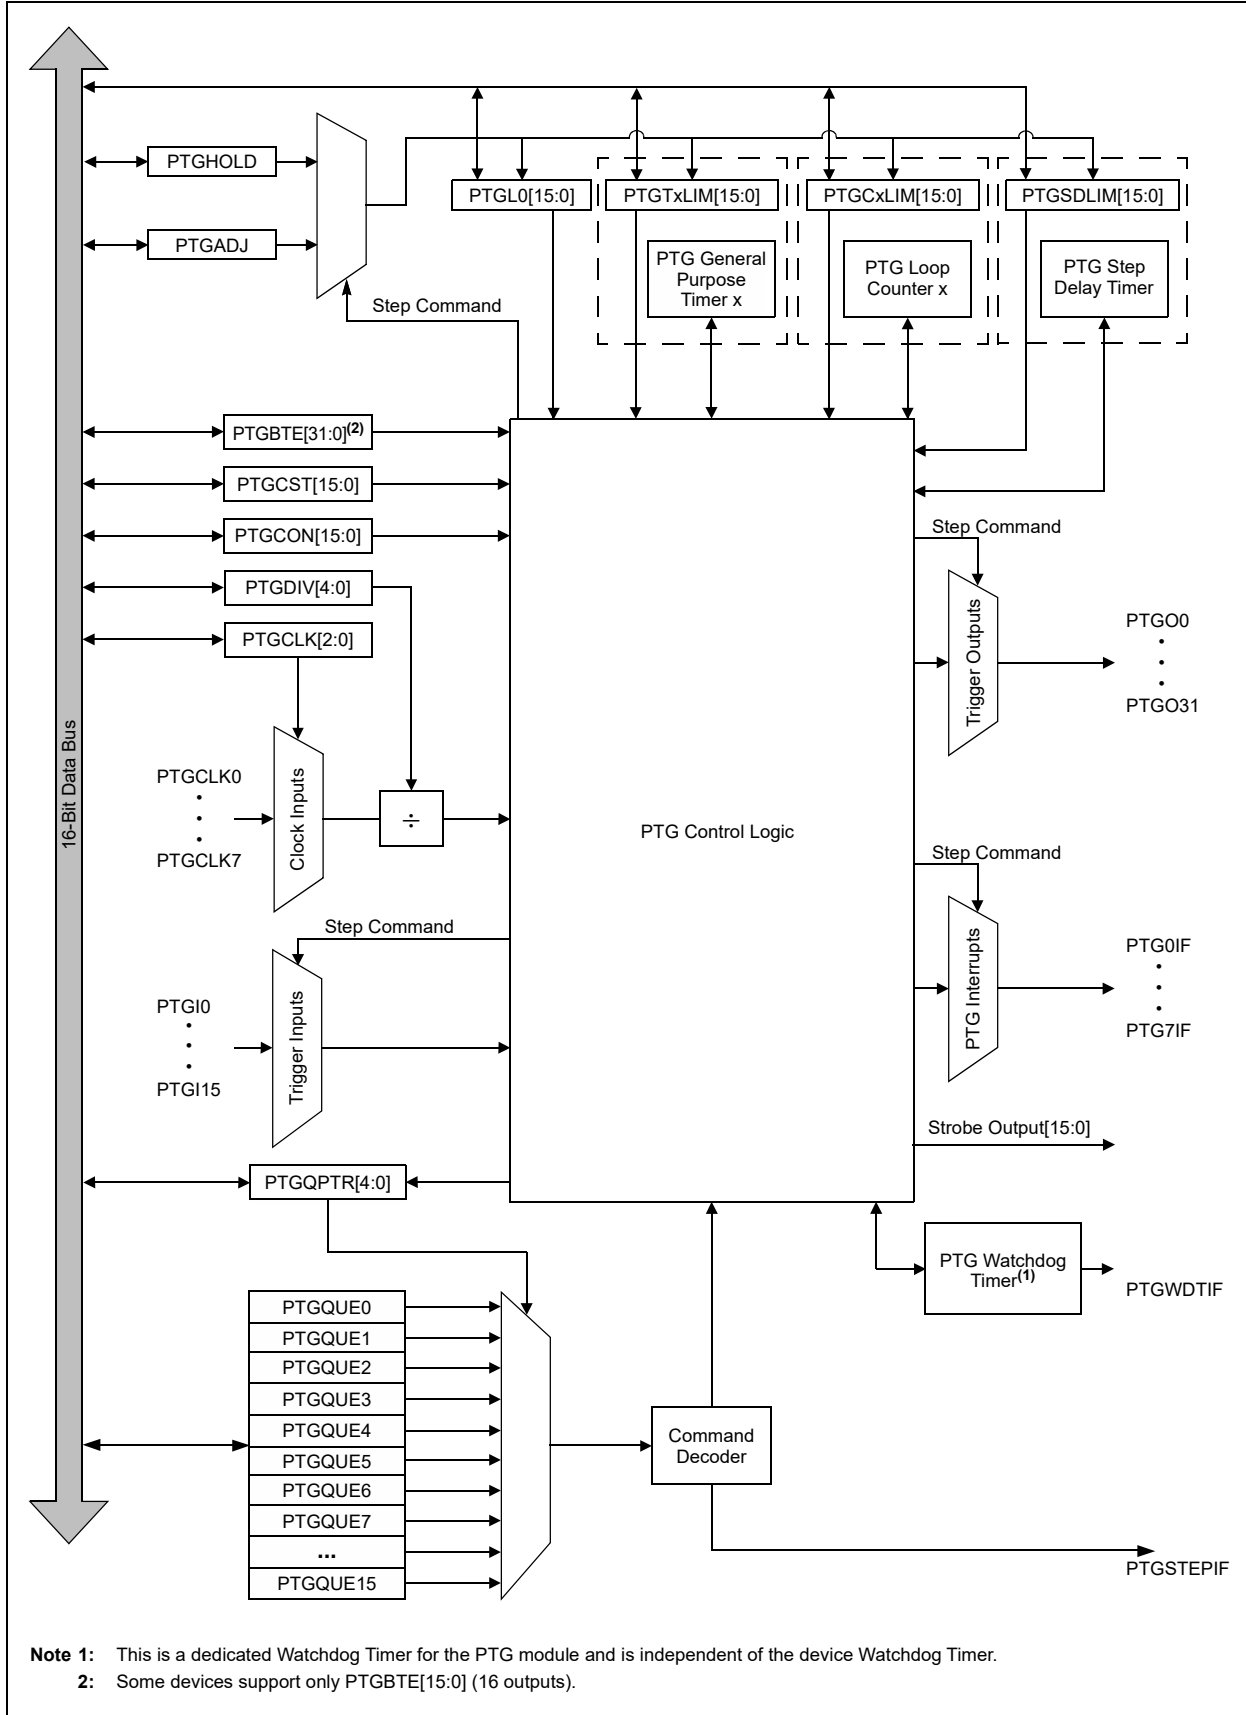 PTGHOLD
PTGADJ
PTGL0[15:0]
PTGTxLIM[15:0]
PTGCxLIM[15:0]
PTGSDLIM[15:0]
PTG General
Purpose
Timer x
PTG Loop
Counter x
PTG Step
Delay Timer
Step Command
PTGBTE[31:0](2)
PTGCST[15:0]
PTGCON[15:0]
PTGDIV[4:0]
PTGCLK[2:0]
16-Bit Data Bus
PTGCLK0
•
•
•
PTGCLK7
Clock Inputs
÷
PTG Control Logic
Step Command
Trigger Outputs
PTGO0
•
•
•
PTGO31
Step Command
PTG Interrupts
PTG0IF
•
•
•
PTG7IF
Step Command
PTGI0
•
•
•
PTGI15
Trigger Inputs
Strobe Output[15:0]
PTGQPTR[4:0]
PTG Watchdog
Timer(1)
PTGWDTIF
PTGQUE0
PTGQUE1
PTGQUE2
PTGQUE3
PTGQUE4
PTGQUE5
PTGQUE6
PTGQUE7
...
PTGQUE15
Command
Decoder
PTGSTEPIF
Note 1: This is a dedicated Watchdog Timer for the PTG module and is independent of the device Watchdog Timer.
2: Some devices support only PTGBTE[15:0] (16 outputs).